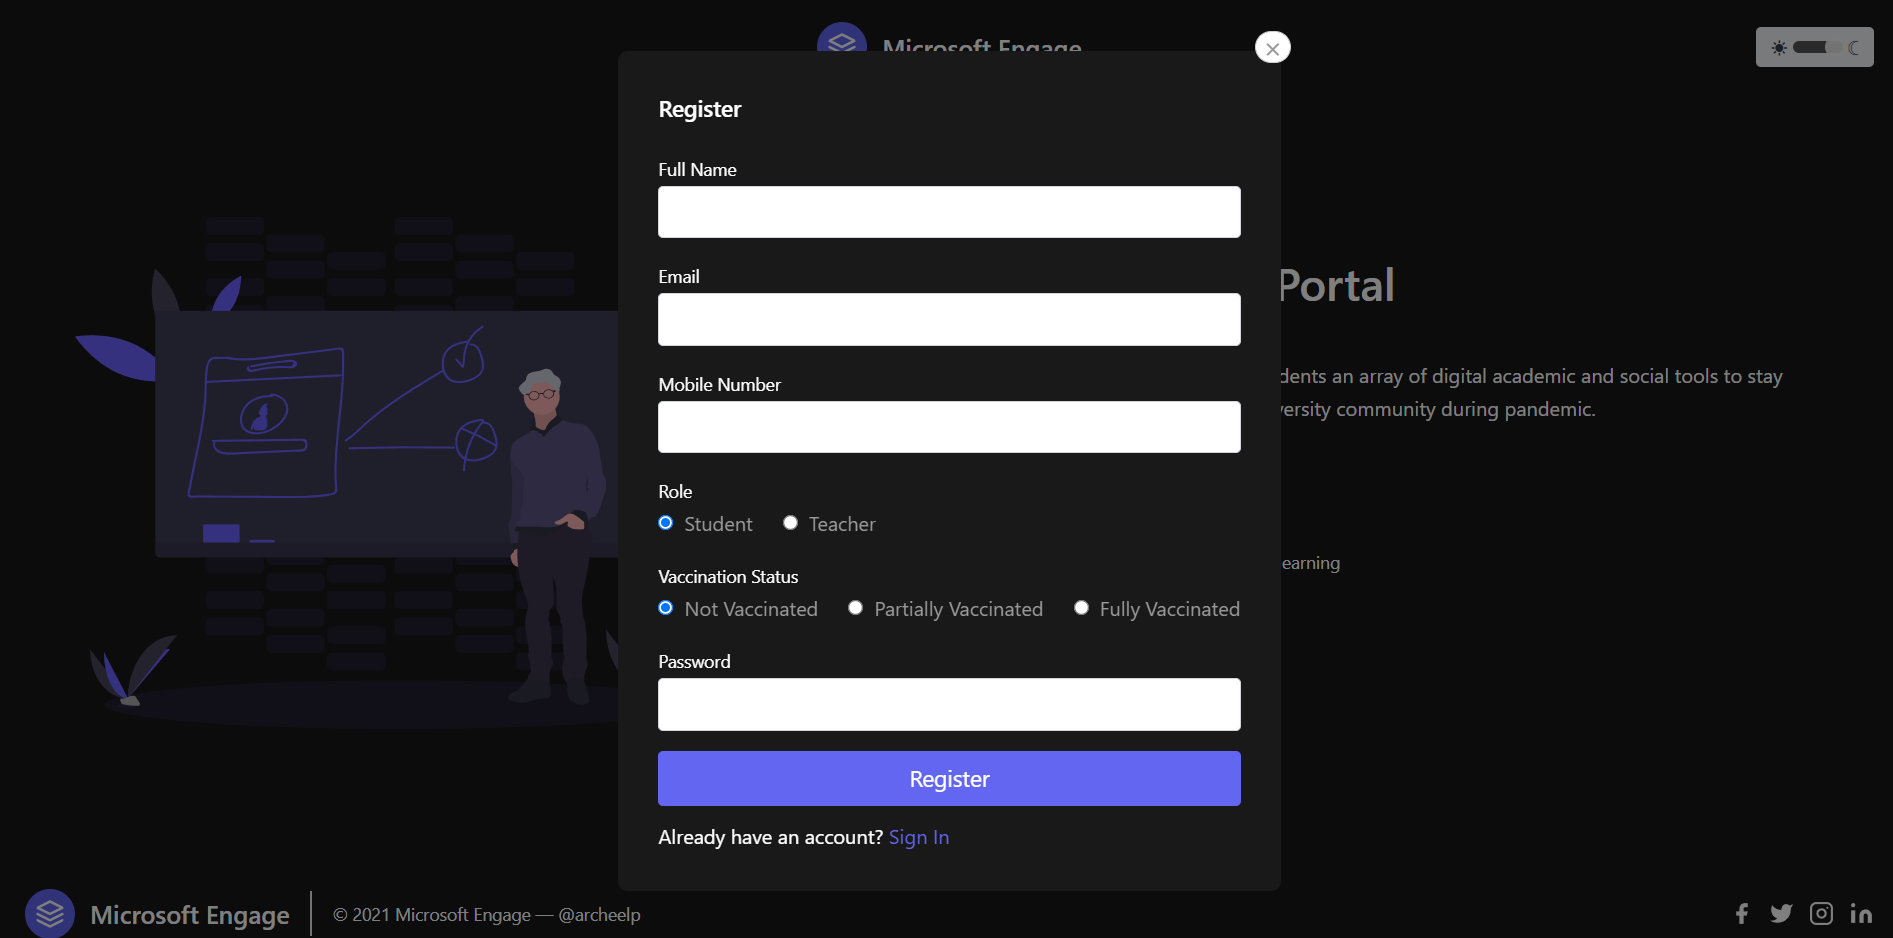 Microsoft Engage
Register
Full Name
Email
Mobile Number
Role
Student Teacher
Vaccination Status
Not Vaccinated Partially Vaccinated Fully Vaccinated
Password
Register
Already have an account? Sign In
Portal
dents an array of digital academic and social tools to stay
versity community during pandemic.
earning
Microsoft Engage
© 2021 Microsoft Engage — @archeelp